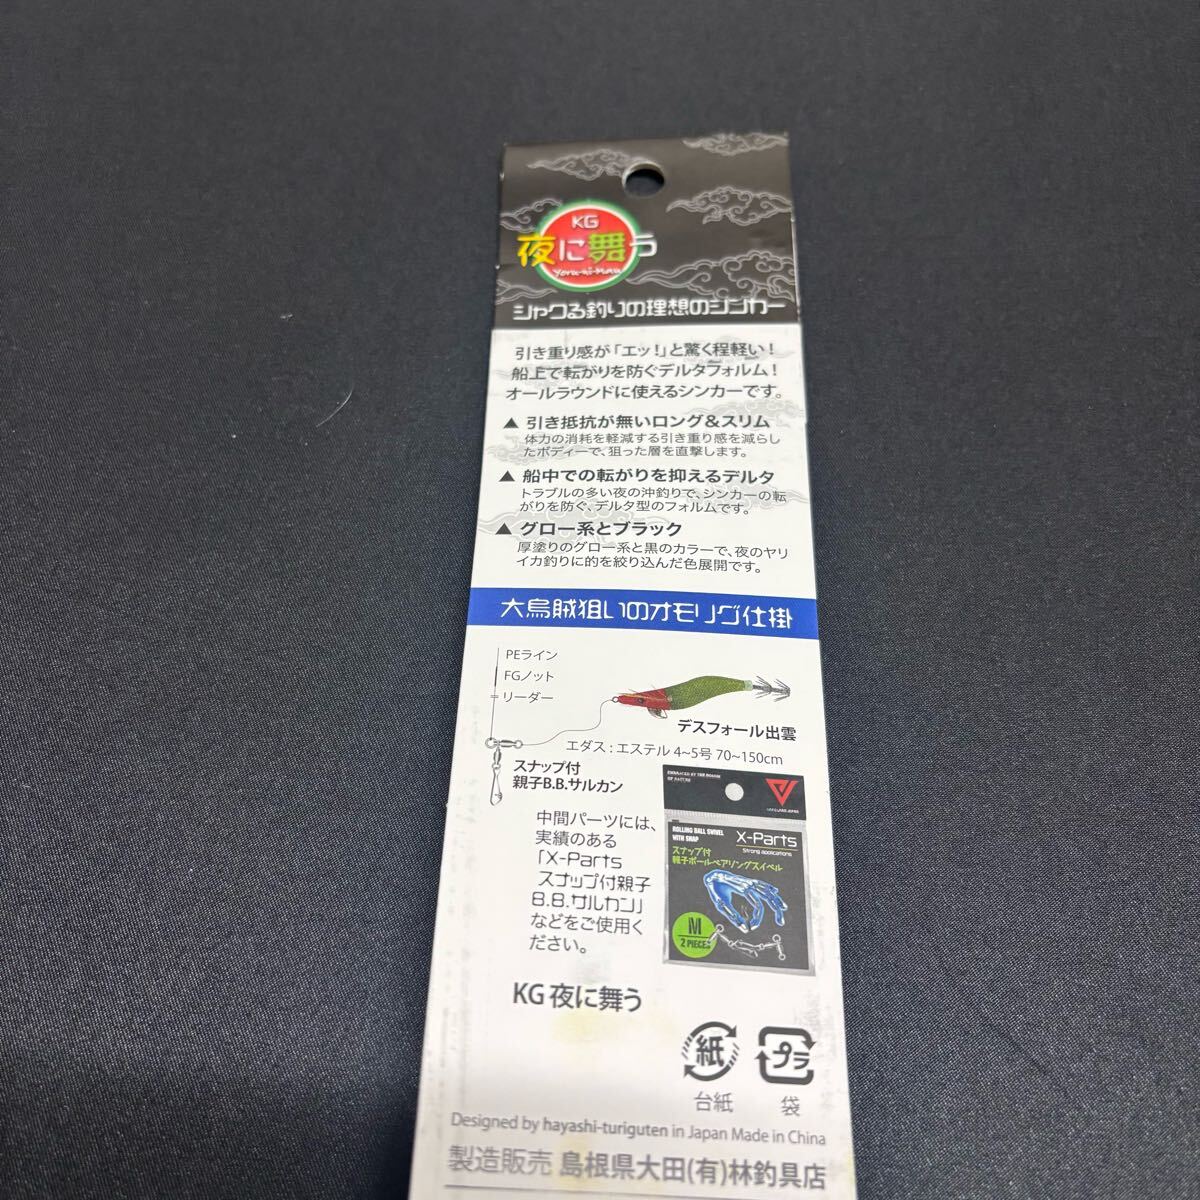 KG
夜に舞う
Yoru-ni-Mau
シャクる釣りの理想のシンカー
引き重り感が「エッ!」と驚く程軽い!
船上で転がりを防ぐデルタフォルム!
オールラウンドに使えるシンカーです。
▲ 引き抵抗が無いロング&スリム
体力の消耗を軽減する引き重り感を減らし
たボディーで、狙った層を直撃します。
▲ 船中での転がりを抑えるデルタ
トラブルの多い夜の沖釣りで、シンカーの転
がりを防ぐ、デルタ型のフォルムです。
▲ グロー系とブラック
厚塗りのグロー系と黒のカラーで、夜のヤリ
イカ釣りに的を絞り込んだ色展開です。
大烏賊狙いのオモリグ仕掛
PEライン
FGノット
リーダー
デスフォール出雲
エダス:エステル 4~5号 70~150cm
スナップ付
親子B.B.サルカン
中間パーツには、
実績のある
「X-Parts
スナップ付親子
B.B.サルカン」
などをご使用く
ださい。
ROLLING BALL SWIVEL
WITH SNAP
X-Parts
Strong applications
スナップ付
親子ボールベアリングスイベル
M
2 PIECES
KG 夜に舞う
紙
台紙
プラ
袋
Designed by hayashi-turiguten in Japan Made in China
製造販売 島根県大田(有)林釣具店